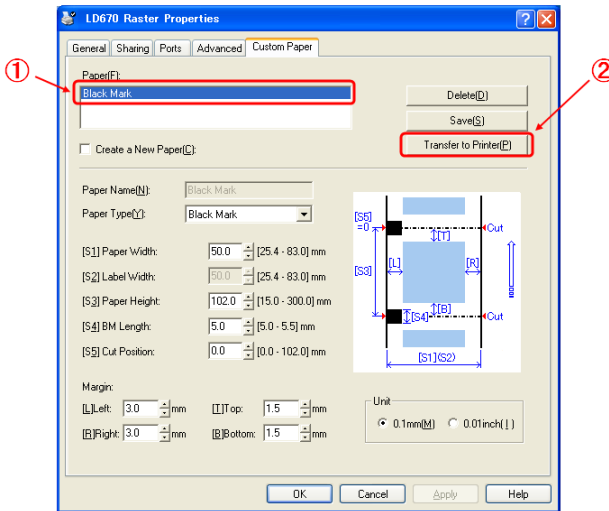 LD670 Raster Properties
General Sharing Ports Advanced Custom Paper
①
②
Paper(F):
Black Mark
Delete(D)
Save(S)
Transfer to Printer(P)
Create a New Paper(C):
Paper Name(N): Black Mark
Paper Type(Y): Black Mark
[S1] Paper Width: 50.0 [25.4 - 83.0] mm
[S2] Label Width: 50.0 [25.4 - 83.0] mm
[S3] Paper Height: 102.0 [15.0 - 300.0] mm
[S4] BM Length: 5.0 [5.0 - 5.5] mm
[S5] Cut Position: 0.0 [0.0 - 102.0] mm
[S5]
=0
Cut
[T]
[S3]
[L]
[R]
[B]
[S4]
Cut
[S1](S2)
Margin:
[L]Left: 3.0 mm [T]Top: 1.5 mm
[R]Right: 3.0 mm [B]Bottom: 1.5 mm
Unit
0.1mm(M) 0.01inch(I)
OK Cancel Apply Help